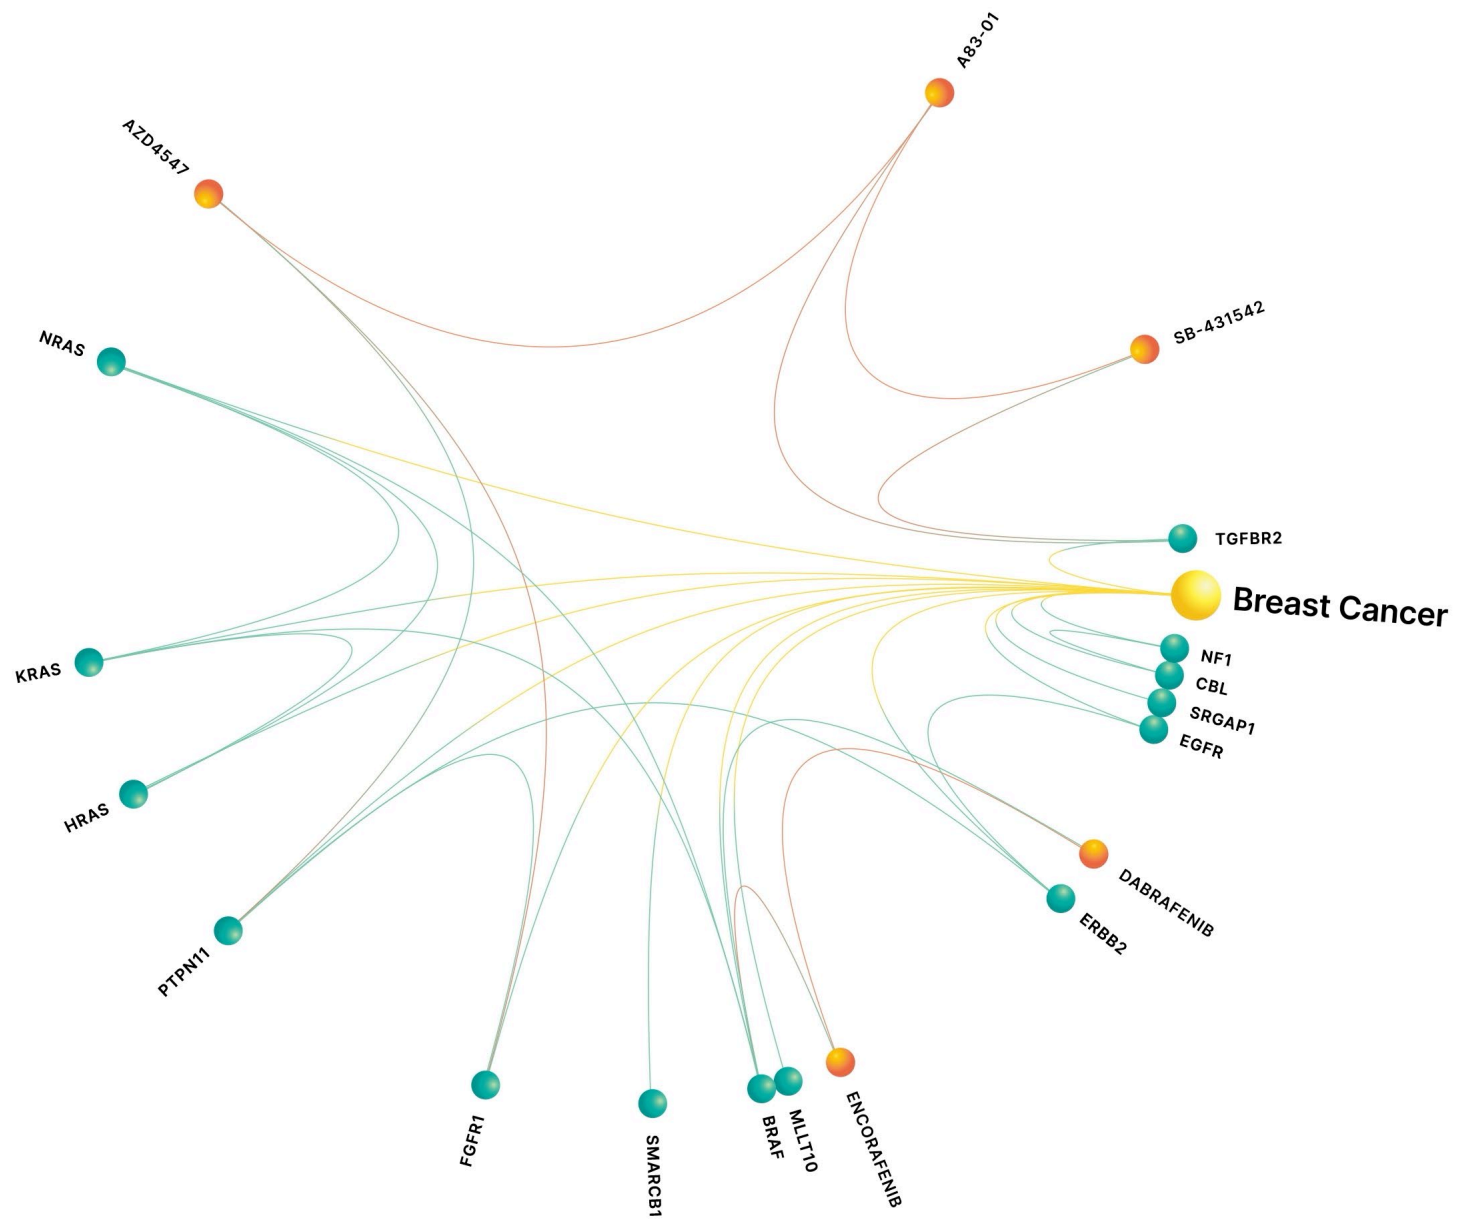 A83-01
AZD4547
SB-431542
NRAS
TGFBR2
Breast Cancer
NF1
KRAS
CBL
SRGAP1
EGFR
HRAS
DABRAFENIB
ERBB2
PTPN11
FGFR1
SMARCB1
BRAF
MLLT10
ENCORAFENIB